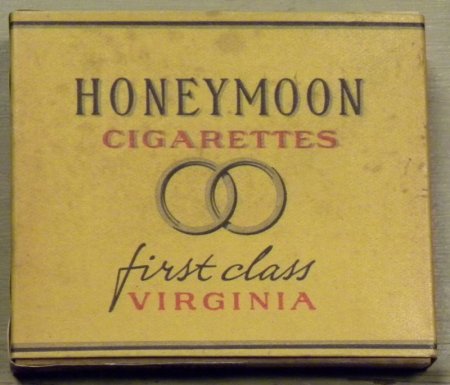 HONEYMOON
CIGARETTES
first class
VIRGINIA